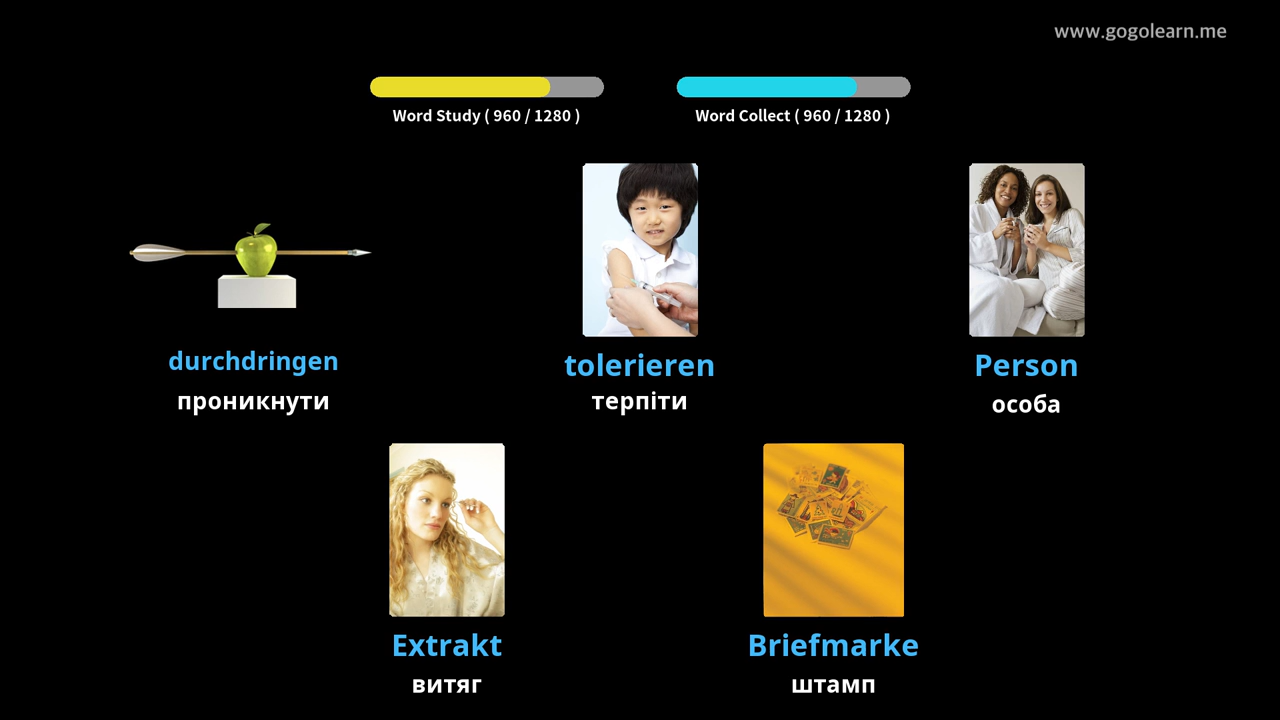 www.gogolearn.me
Word Study ( 960 / 1280 )
Word Collect ( 960 / 1280 )
durchdringen
проникнути
tolerieren
терпіти
Person
особа
Extrakt
витяг
Briefmarke
штамп